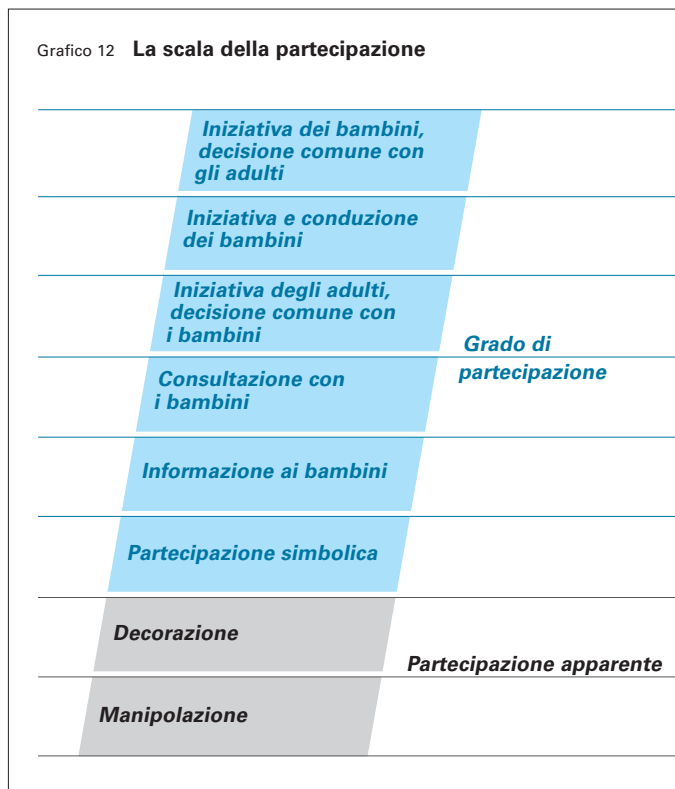 Grafico 12 La scala della partecipazione
Iniziativa dei bambini,
decisione comune con
gli adulti
Iniziativa e conduzione
dei bambini
Iniziativa degli adulti,
decisione comune con
i bambini
Grado di
partecipazione
Consultazione con
i bambini
Informazione ai bambini
Partecipazione simbolica
Decorazione
Partecipazione apparente
Manipolazione